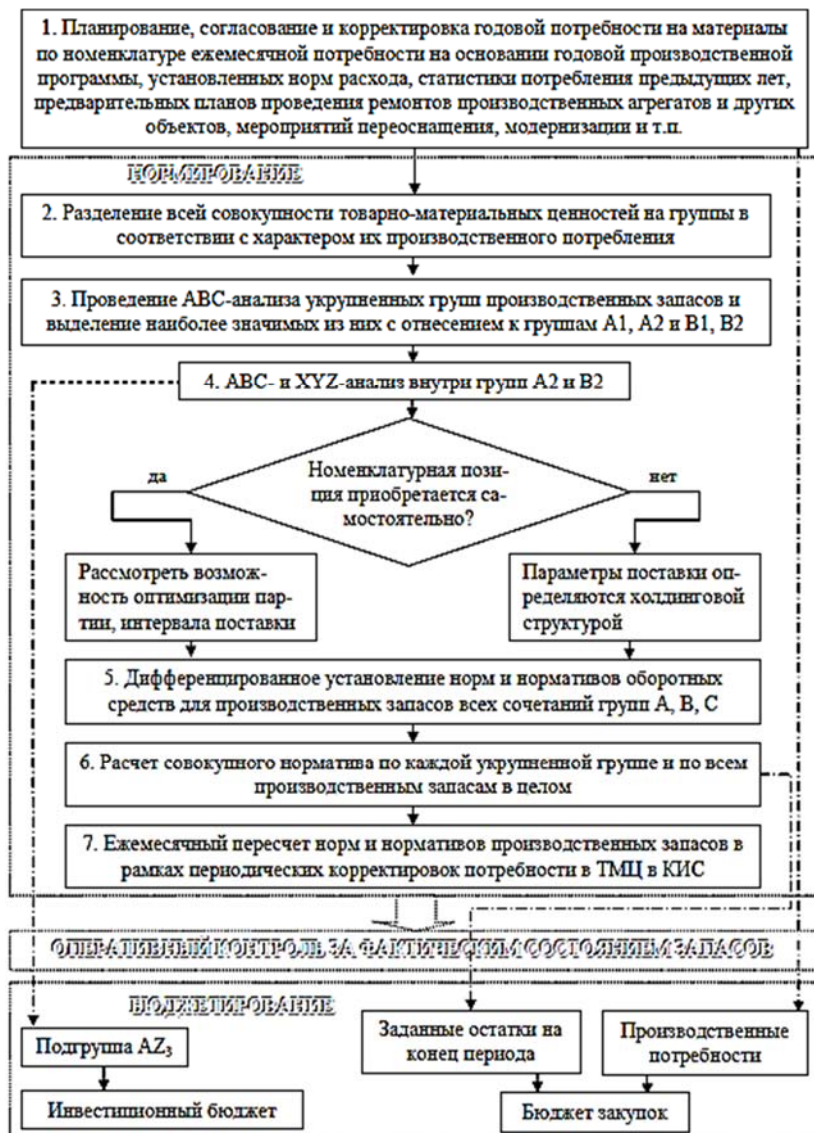 1. Планирование, согласование и корректировка годовой потребности на материалы
по номенклатуре ежемесячной потребности на основании годовой производственной
программы, установленных норм расхода, статистики потребления предыдущих лет,
предварительных планов проведения ремонтов производственных агрегатов и других
объектов, мероприятий переоснащения, модернизации и т.п.
НОРМИРОВАНИЕ
2. Разделение всей совокупности товарно-материальных ценностей на группы в
соответствии с характером их производственного потребления
3. Проведение ABC-анализа укрупненных групп производственных запасов и
выделение наиболее значимых из них с отнесением к группам А1, А2 и В1, В2
4. ABC- и XYZ-анализ внутри групп А2 и В2
Номенклатурная пози-
ция приобретается са-
мостоятельно?
да
нет
Рассмотреть возмож-
ность оптимизации пар-
тии, интервала поставки
Параметры поставки оп-
ределяются холдинговой
структурой
5. Дифференцированное установление норм и нормативов оборотных
средств для производственных запасов всех сочетаний групп А, В, С
6. Расчет совокупного норматива по каждой укрупненной группе и по всем
производственным запасам в целом
7. Ежемесячный пересчет норм и нормативов производственных запасов в
рамках периодических корректировок потребности в ТМЦ в КИС
ОПЕРАТИВНЫЙ КОНТРОЛЬ ЗА ФАКТИЧЕСКИМ СОСТОЯНИЕМ ЗАПАСОВ
БЮДЖЕТИРОВАНИЕ
Подгруппа AZ₃
Заданные остатки на
конец периода
Производственные
потребности
Инвестиционный бюджет
Бюджет закупок